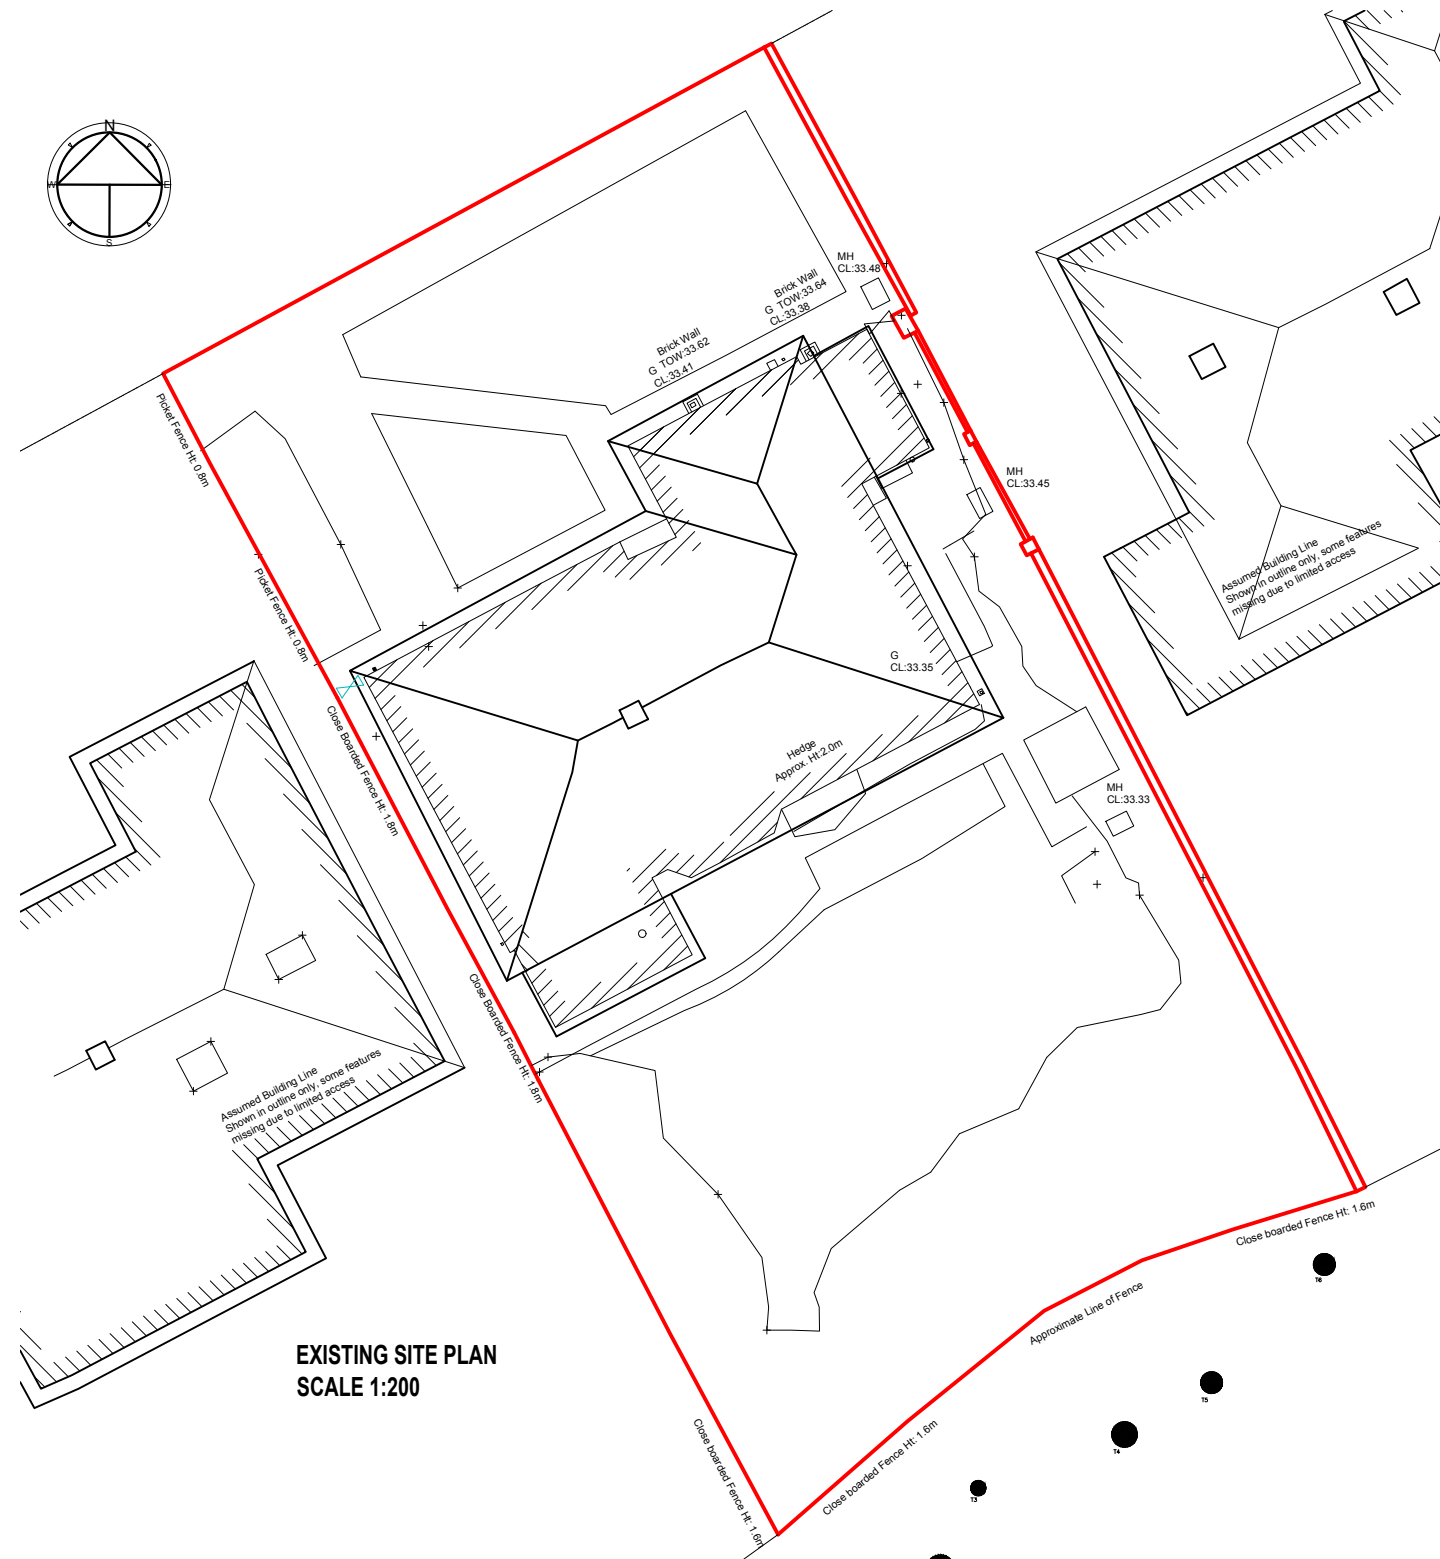 N
W
E
S
MH
CL:33.48
Brick Wall
G TOW:33.64
CL:33.38
Brick Wall
G TOW:33.62
CL:33.41
Picket Fence Ht: 0.8m
MH
CL:33.45
Assumed Building Line
Shown in outline only, some features
missing due to limited access
Picket Fence Ht: 0.8m
G
CL:33.35
Close Boarded Fence Ht: 1.8m
Hedge
Approx. Ht:2.0m
MH
CL:33.33
Close Boarded Fence Ht: 1.8m
Assumed Building Line
Shown in outline only, some features
missing due to limited access
Close boarded Fence Ht: 1.6m
T6
Approximate Line of Fence
EXISTING SITE PLAN
SCALE 1:200
T5
Close boarded Fence Ht: 1.6m
Close boarded Fence Ht: 1.6m
T4
T3